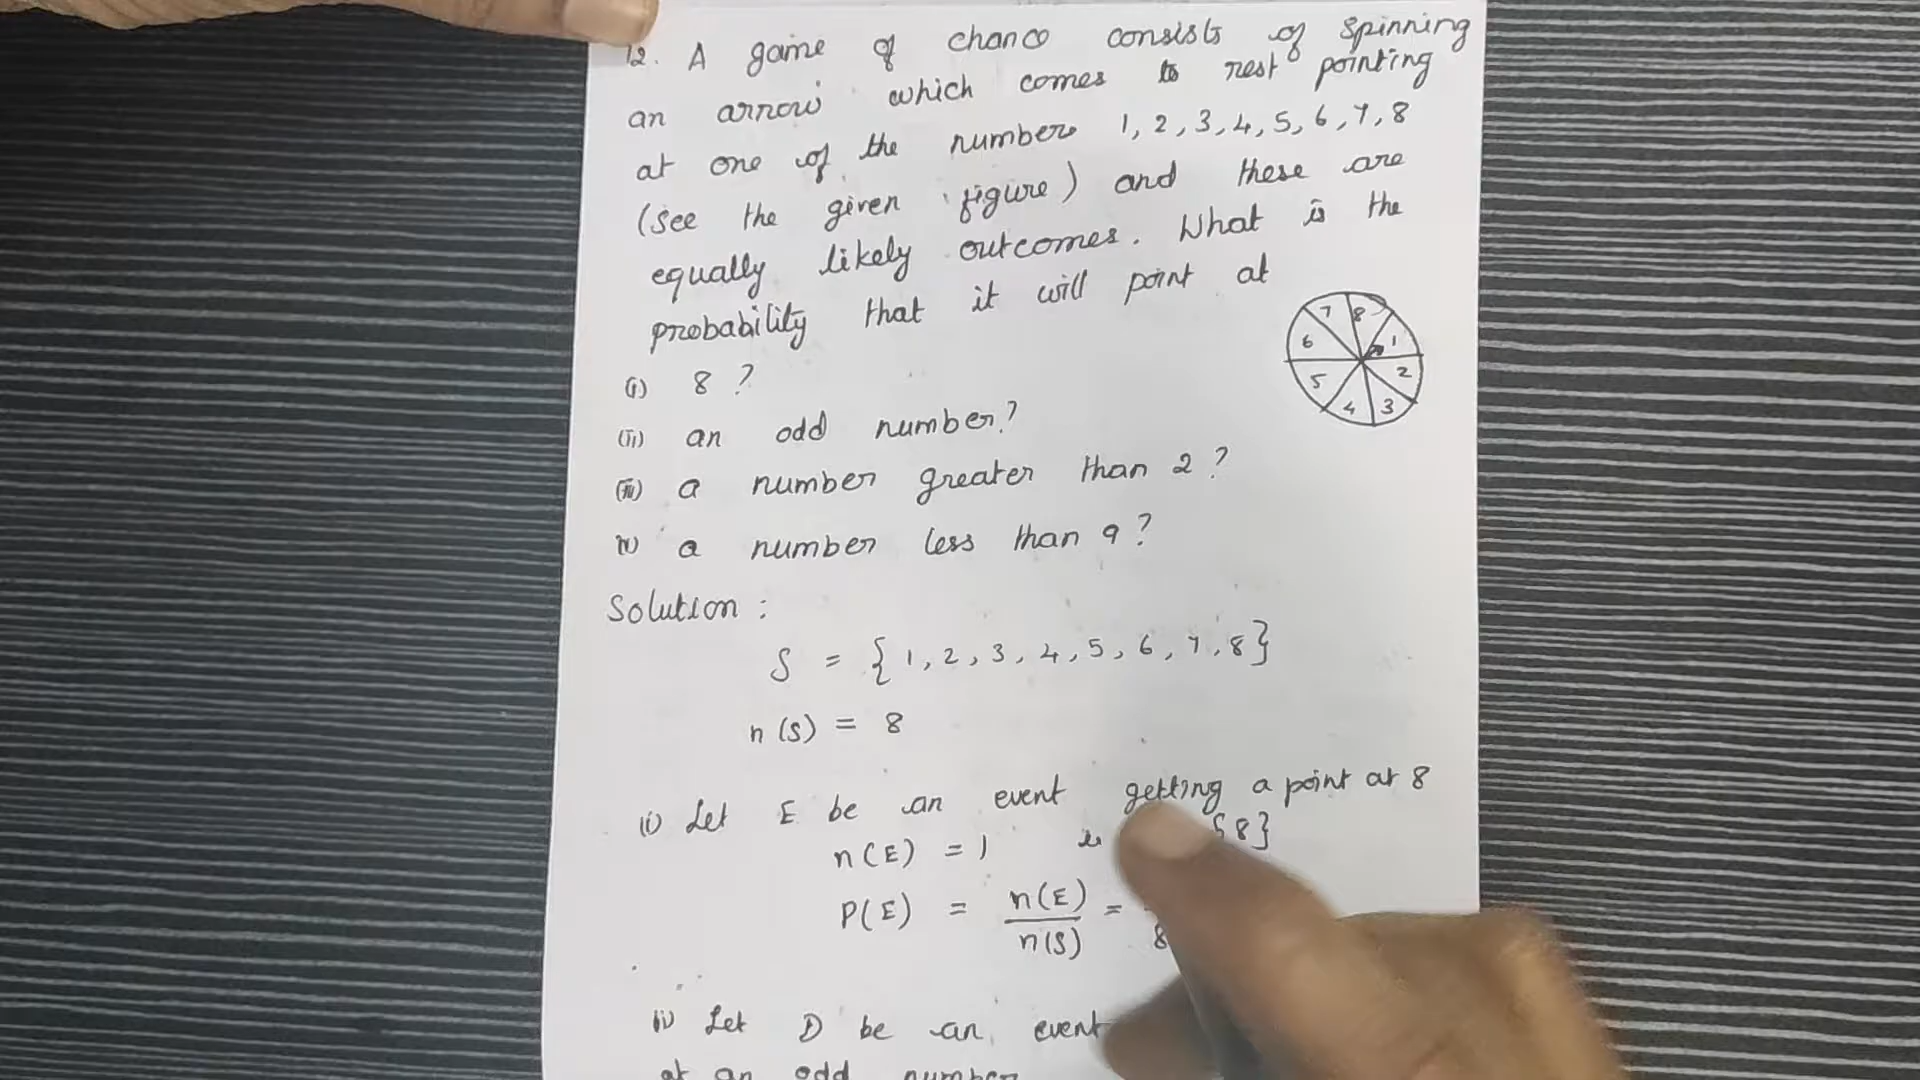 12. A game of chance consists of spinning
an arrow which comes to rest pointing
at one of the numbers 1, 2, 3, 4, 5, 6, 7, 8
(see the given figure) and these are
equally likely outcomes. What is the
probability that it will point at
7 8
6 1
5 2
4 3
(i) 8 ?
(ii) an odd number?
(iii) a number greater than 2 ?
iv a number less than 9 ?
Solution :
S = { 1, 2, 3, 4, 5, 6, 7, 8 }
n (S) = 8
(i) Let E be an event getting a point at 8
n(E) = 1 8}
P(E) = n(E) / n(S) = 8
ii Let D be an event
at an odd number